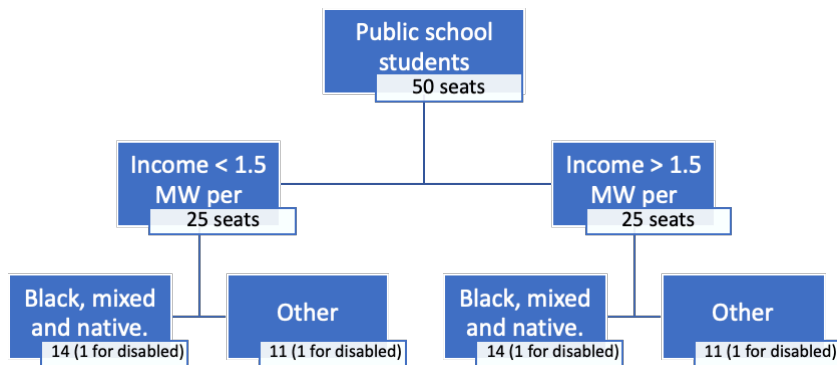 Public school
students
50 seats
Income < 1.5
MW per
25 seats
Income > 1.5
MW per
25 seats
Black, mixed
and native.
14 (1 for disabled)
Other
11 (1 for disabled)
Black, mixed
and native.
14 (1 for disabled)
Other
11 (1 for disabled)